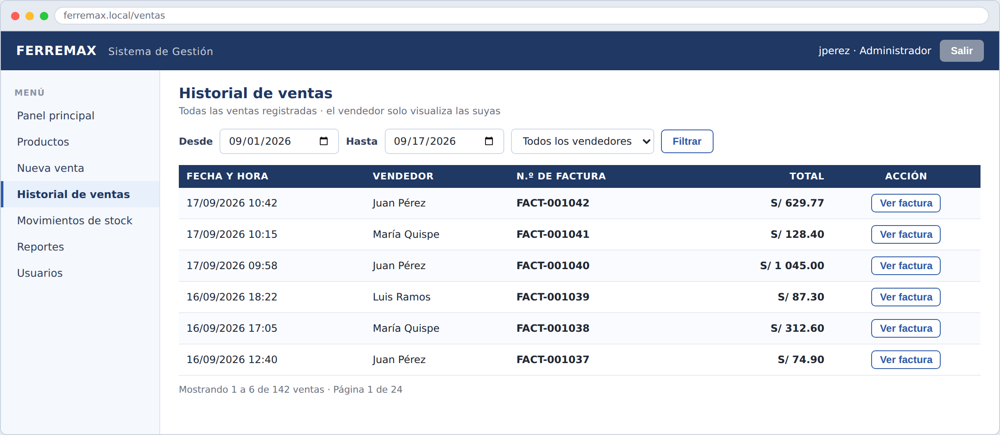 ferremax.local/ventas
FERREMAX Sistema de Gestión jperez · Administrador Salir
MENÚ
Panel principal
Productos
Nueva venta
Historial de ventas
Movimientos de stock
Reportes
Usuarios
Historial de ventas
Todas las ventas registradas · el vendedor solo visualiza las suyas
Desde 09/01/2026 Hasta 09/17/2026 Todos los vendedores Filtrar
FECHA Y HORA VENDEDOR N.º DE FACTURA TOTAL ACCIÓN
17/09/2026 10:42 Juan Pérez FACT-001042 S/ 629.77 Ver factura
17/09/2026 10:15 María Quispe FACT-001041 S/ 128.40 Ver factura
17/09/2026 09:58 Juan Pérez FACT-001040 S/ 1 045.00 Ver factura
16/09/2026 18:22 Luis Ramos FACT-001039 S/ 87.30 Ver factura
16/09/2026 17:05 María Quispe FACT-001038 S/ 312.60 Ver factura
16/09/2026 12:40 Juan Pérez FACT-001037 S/ 74.90 Ver factura
Mostrando 1 a 6 de 142 ventas · Página 1 de 24